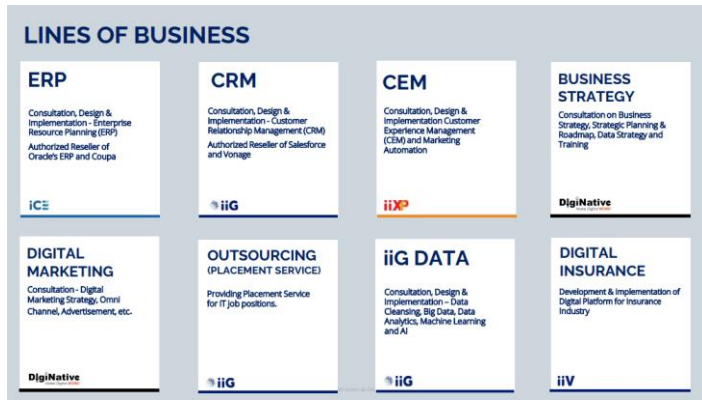 LINES OF BUSINESS
ERP
Consultation, Design &
Implementation - Enterprise
Resource Planning (ERP)
Authorized Reseller of
Oracle's ERP and Coupa
iCE
CRM
Consultation, Design &
Implementation - Customer
Relationship Management (CRM)
Authorized Reseller of Salesforce
and Vonage
iiG
CEM
Consultation, Design &
Implementation Customer
Experience Management
(CEM) and Marketing
Automation
iiXP
BUSINESS
STRATEGY
Consultation on Business
Strategy, Strategic Planning &
Roadmap, Data Strategy and
Training
DigiNative
DIGITAL
MARKETING
Consultation - Digital
Marketing Strategy, Omni
Channel, Advertisement, etc.
DigiNative
OUTSOURCING
(PLACEMENT SERVICE)
Providing Placement Service
for IT job positions.
iiG
iiG DATA
Consultation, Design &
Implementation – Data
Cleansing, Big Data, Data
Analytics, Machine Learning
and AI
iiG
DIGITAL
INSURANCE
Development & Implementation of
Digital Platform for Insurance
Industry
iiV